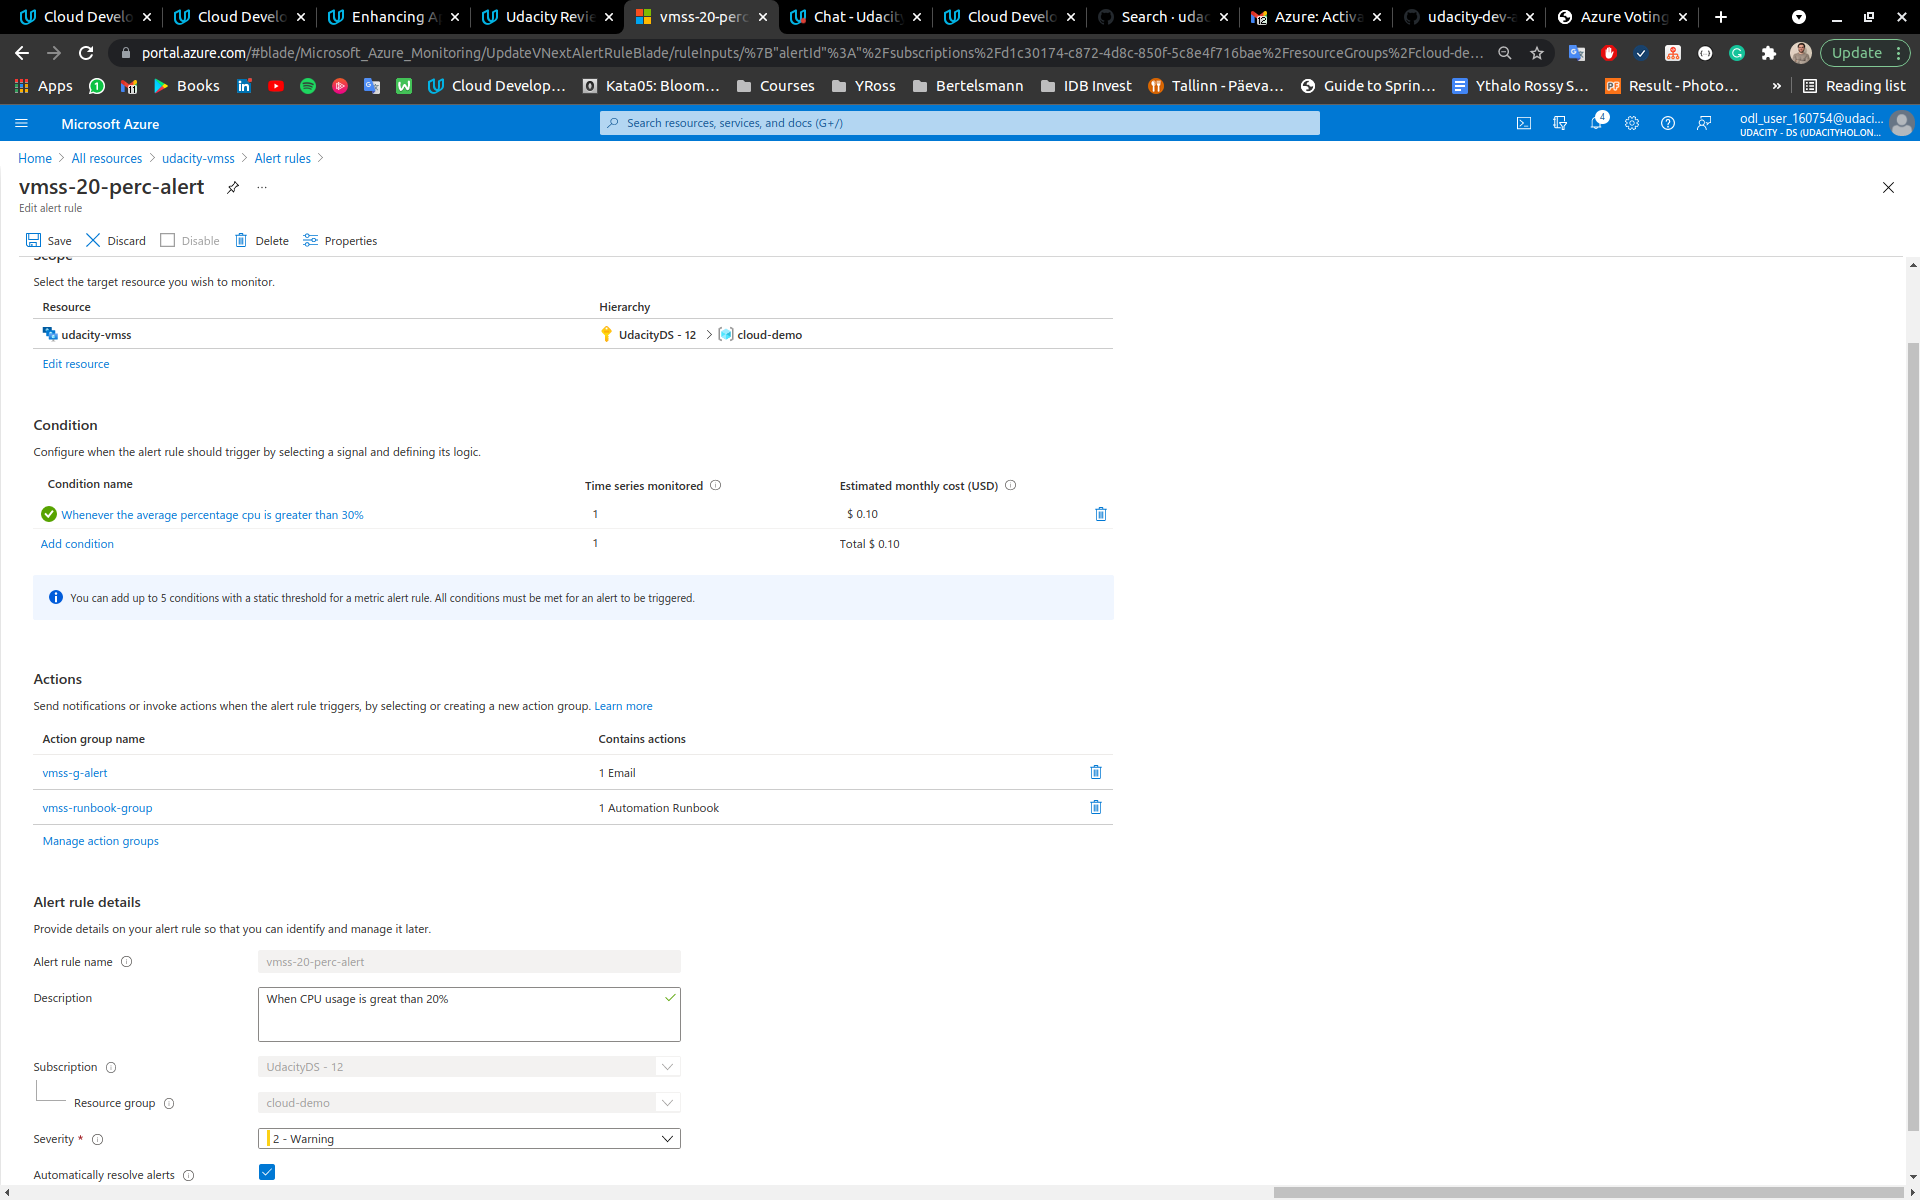 Cloud Develo
Cloud Develo
Enhancing A
Udacity Revie
vmss-20-perc
Chat - Udacity
Cloud Develo
Search · udac
Azure: Activa
udacity-dev-a
Azure Voting
portal.azure.com/#blade/Microsoft_Azure_Monitoring/UpdateVNextAlertRuleBlade/ruleInputs/%7B"alertId"%3A"%2Fsubscriptions%2Fd1c30174-c872-4d8c-850f-5c8e4f716bae%2FresourceGroups%2Fcloud-de...
Update
Apps
11
Books
Cloud Develop...
Kata05: Bloom...
Courses
YRoss
Bertelsmann
IDB Invest
Tallinn - Päeva...
Guide to Sprin...
Ythalo Rossy S...
Result - Photo...
»
Reading list
Microsoft Azure
Search resources, services, and docs (G+/)
4
odl_user_160754@udaci...
UDACITY - DS (UDACITYHOLON...
Home > All resources > udacity-vmss > Alert rules >
vmss-20-perc-alert
...
Edit alert rule
Save
Discard
Disable
Delete
Properties
Scope
Select the target resource you wish to monitor.
Resource
Hierarchy
udacity-vmss
UdacityDS - 12 > cloud-demo
Edit resource
Condition
Configure when the alert rule should trigger by selecting a signal and defining its logic.
Condition name
Time series monitored
Estimated monthly cost (USD)
Whenever the average percentage cpu is greater than 30%
1
$ 0.10
Add condition
1
Total $ 0.10
You can add up to 5 conditions with a static threshold for a metric alert rule. All conditions must be met for an alert to be triggered.
Actions
Send notifications or invoke actions when the alert rule triggers, by selecting or creating a new action group. Learn more
Action group name
Contains actions
vmss-g-alert
1 Email
vmss-runbook-group
1 Automation Runbook
Manage action groups
Alert rule details
Provide details on your alert rule so that you can identify and manage it later.
Alert rule name
vmss-20-perc-alert
Description
When CPU usage is great than 20%
Subscription
UdacityDS - 12
Resource group
cloud-demo
Severity *
2 - Warning
Automatically resolve alerts